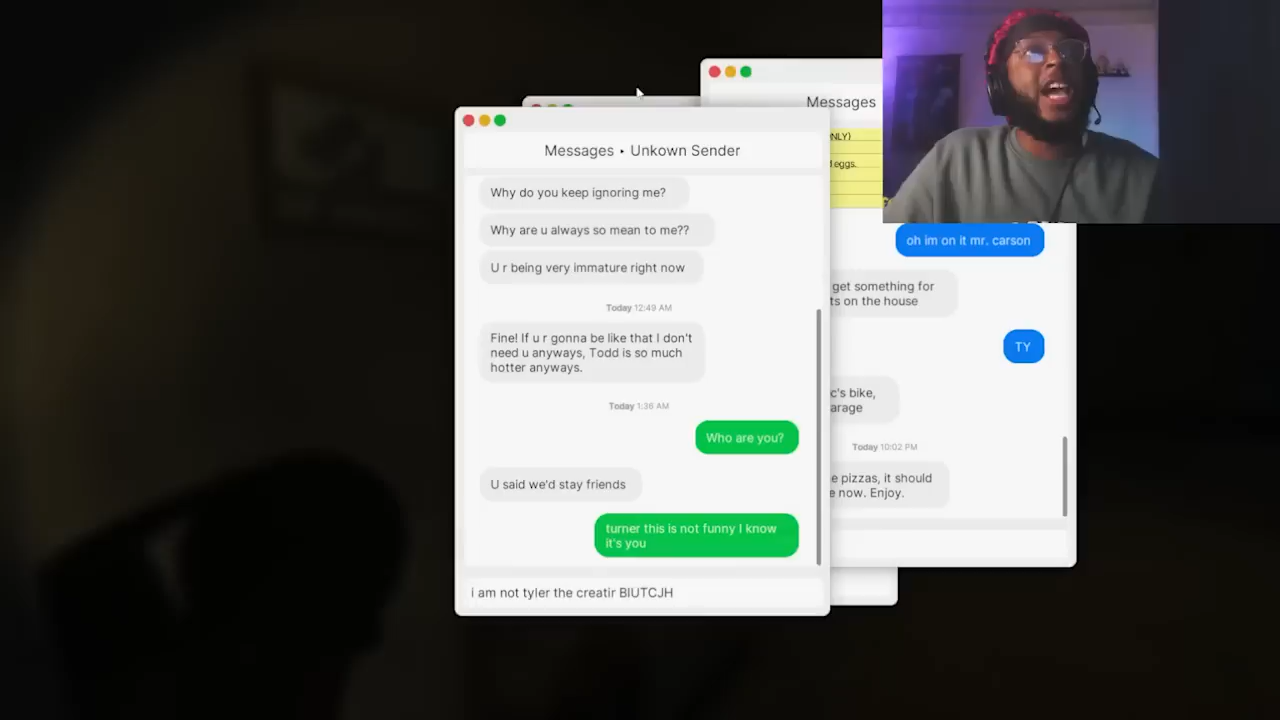 Messages • Unkown Sender
Why do you keep ignoring me?
Why are u always so mean to me??
U r being very immature right now
Today 12:49 AM
Fine! If u r gonna be like that I don't
need u anyways, Todd is so much
hotter anyways.
Today 1:36 AM
Who are you?
U said we'd stay friends
turner this is not funny I know
it's you
i am not tyler the creatir BIUTCJH
Messages
eggs.
oh im on it mr. carson
get something for
on the house
TY
bike,
Today 10:02 PM
pizzas, it should
now. Enjoy.